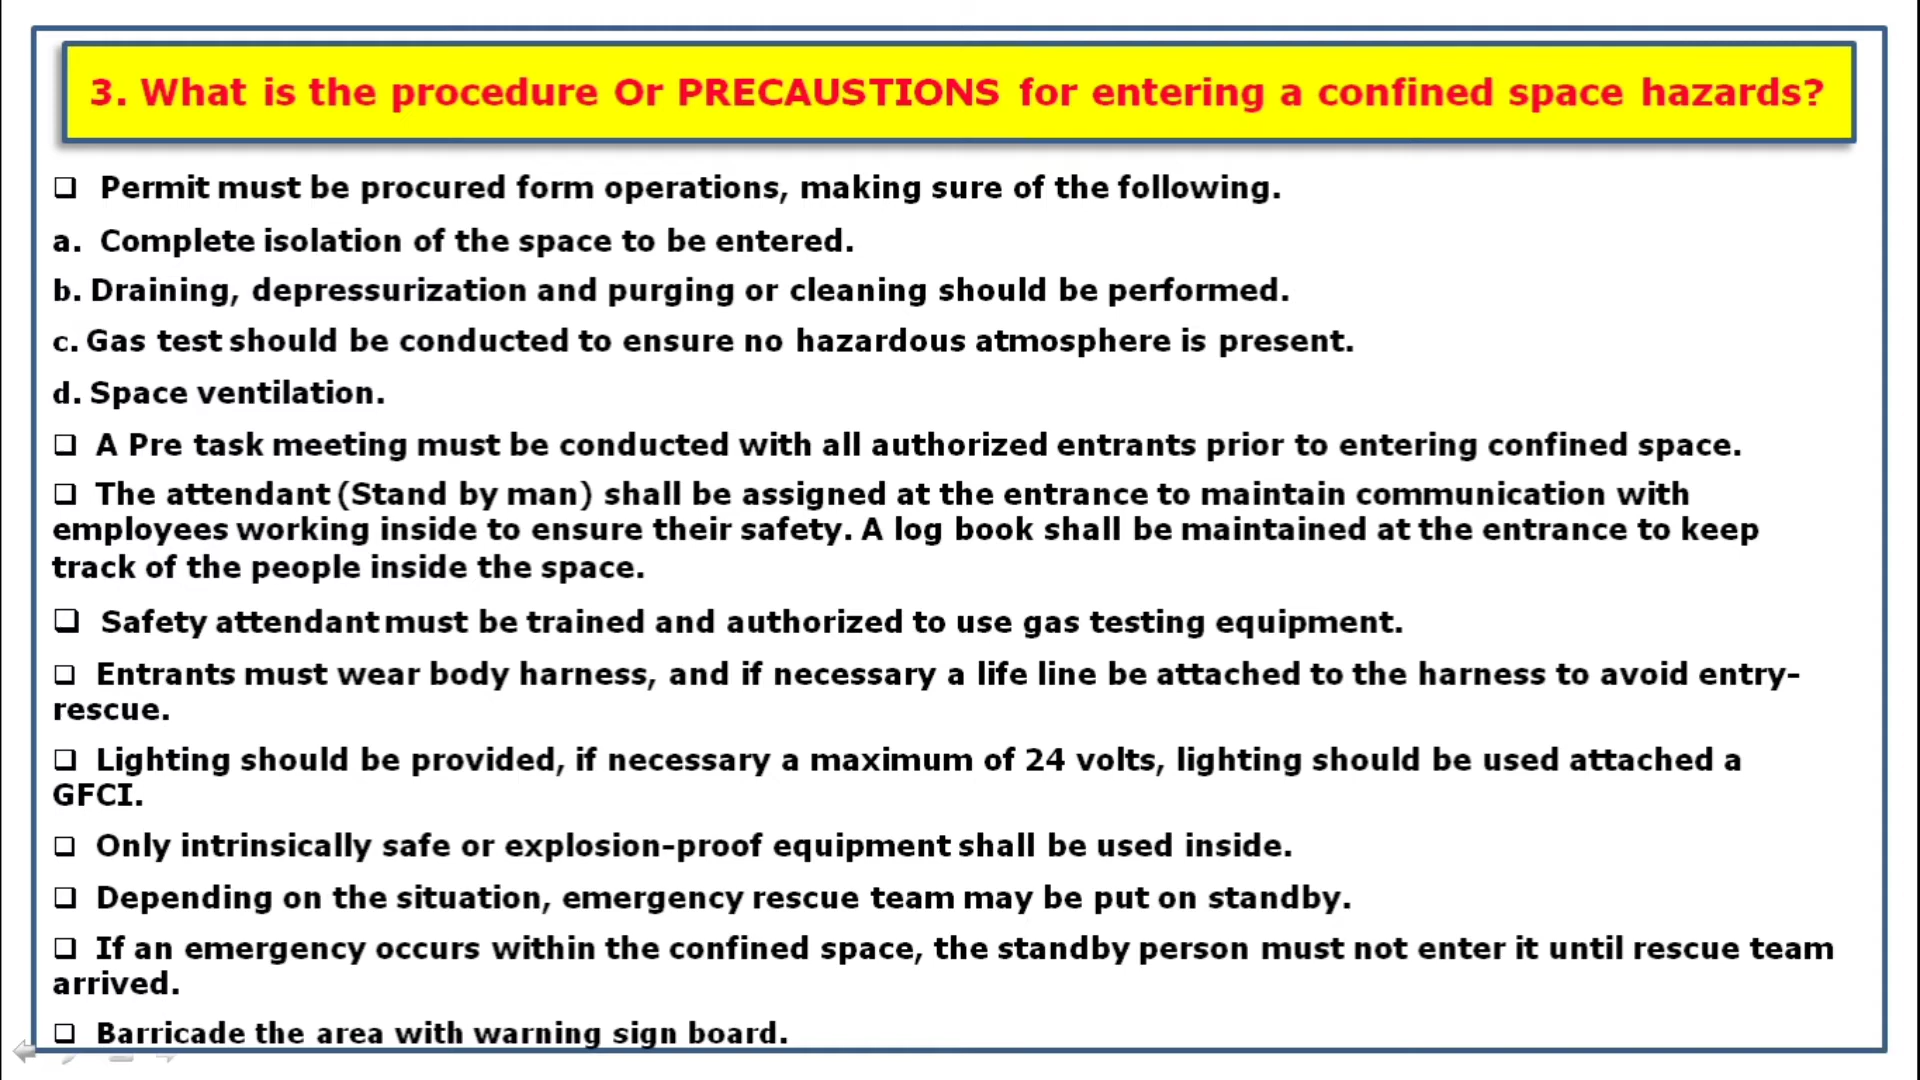 3. What is the procedure Or PRECAUSTIONS for entering a confined space hazards?
❑ Permit must be procured form operations, making sure of the following.
a. Complete isolation of the space to be entered.
b. Draining, depressurization and purging or cleaning should be performed.
c. Gas test should be conducted to ensure no hazardous atmosphere is present.
d. Space ventilation.
❑ A Pre task meeting must be conducted with all authorized entrants prior to entering confined space.
❑ The attendant (Stand by man) shall be assigned at the entrance to maintain communication with
employees working inside to ensure their safety. A log book shall be maintained at the entrance to keep
track of the people inside the space.
❑ Safety attendant must be trained and authorized to use gas testing equipment.
❑ Entrants must wear body harness, and if necessary a life line be attached to the harness to avoid entry-
rescue.
❑ Lighting should be provided, if necessary a maximum of 24 volts, lighting should be used attached a
GFCI.
❑ Only intrinsically safe or explosion-proof equipment shall be used inside.
❑ Depending on the situation, emergency rescue team may be put on standby.
❑ If an emergency occurs within the confined space, the standby person must not enter it until rescue team
arrived.
❑ Barricade the area with warning sign board.